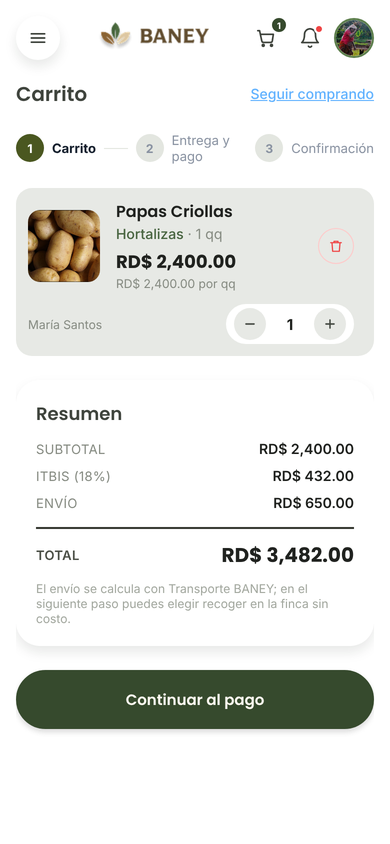 BANEY
1
Carrito
Seguir comprando
1
Carrito
2
Entrega y
pago
3
Confirmación
Papas Criollas
Hortalizas · 1 qq
RD$ 2,400.00
RD$ 2,400.00 por qq
María Santos
− 1 +
Resumen
SUBTOTAL RD$ 2,400.00
ITBIS (18%) RD$ 432.00
ENVÍO RD$ 650.00
TOTAL RD$ 3,482.00
El envío se calcula con Transporte BANEY; en el
siguiente paso puedes elegir recoger en la finca sin
costo.
Continuar al pago